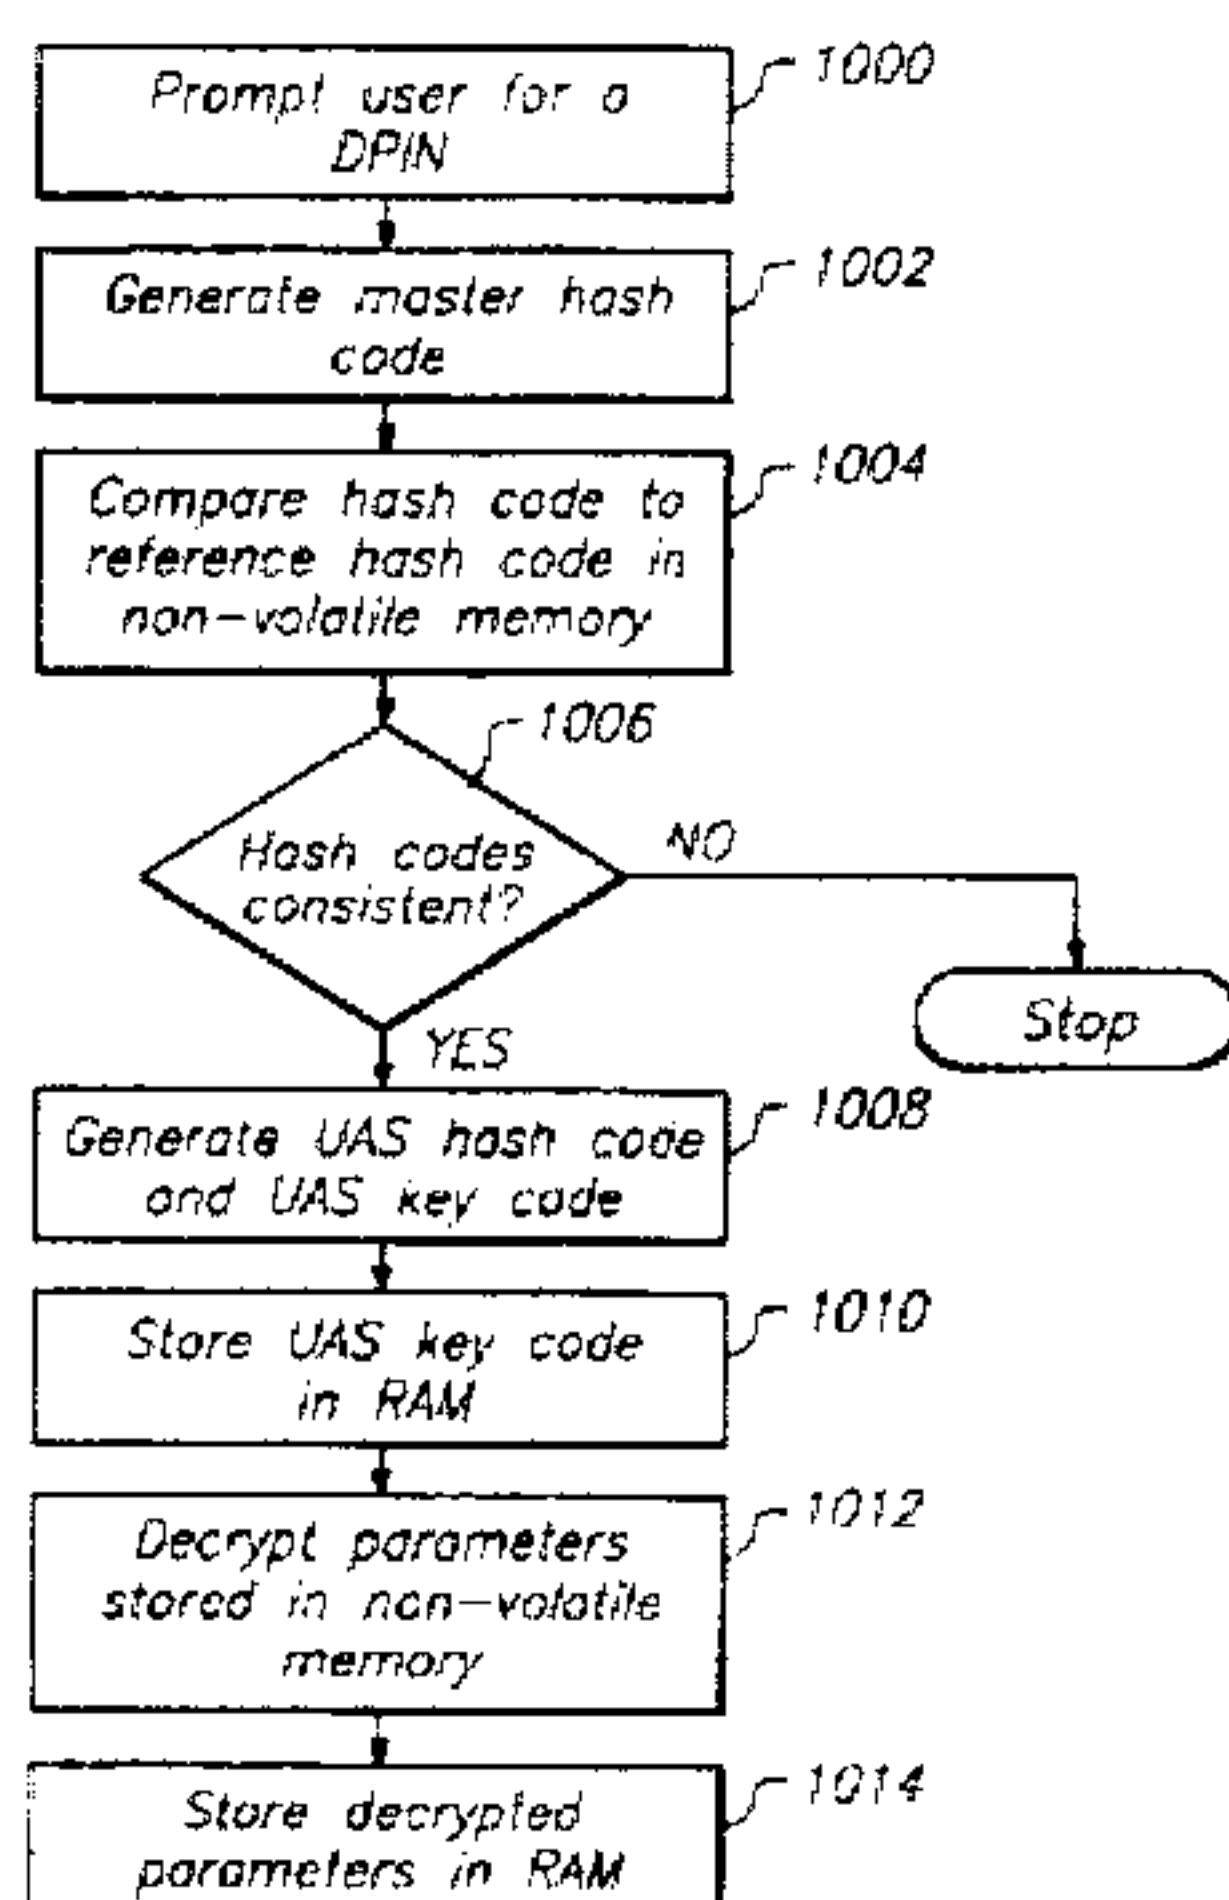 1000
Prompt user for a
DPIN
1002
Generate master hash
code
1004
Compare hash code to
reference hash code in
non-volatile memory
1006
Hash codes
consistent?
NO
Stop
YES
1008
Generate UAS hash code
and UAS key code
1010
Store UAS key code
in RAM
1012
Decrypt parameters
stored in non-volatile
memory
1014
Store decrypted
parameters in RAM